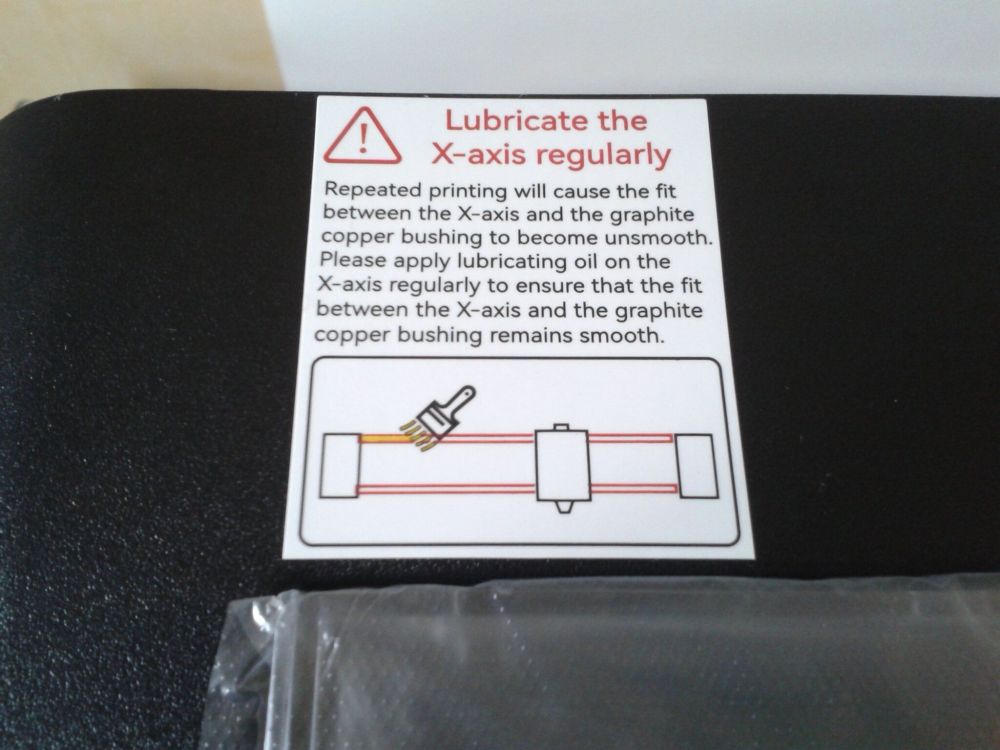 Lubricate the
X-axis regularly
Repeated printing will cause the fit
between the X-axis and the graphite
copper bushing to become unsmooth.
Please apply lubricating oil on the
X-axis regularly to ensure that the fit
between the X-axis and the graphite
copper bushing remains smooth.